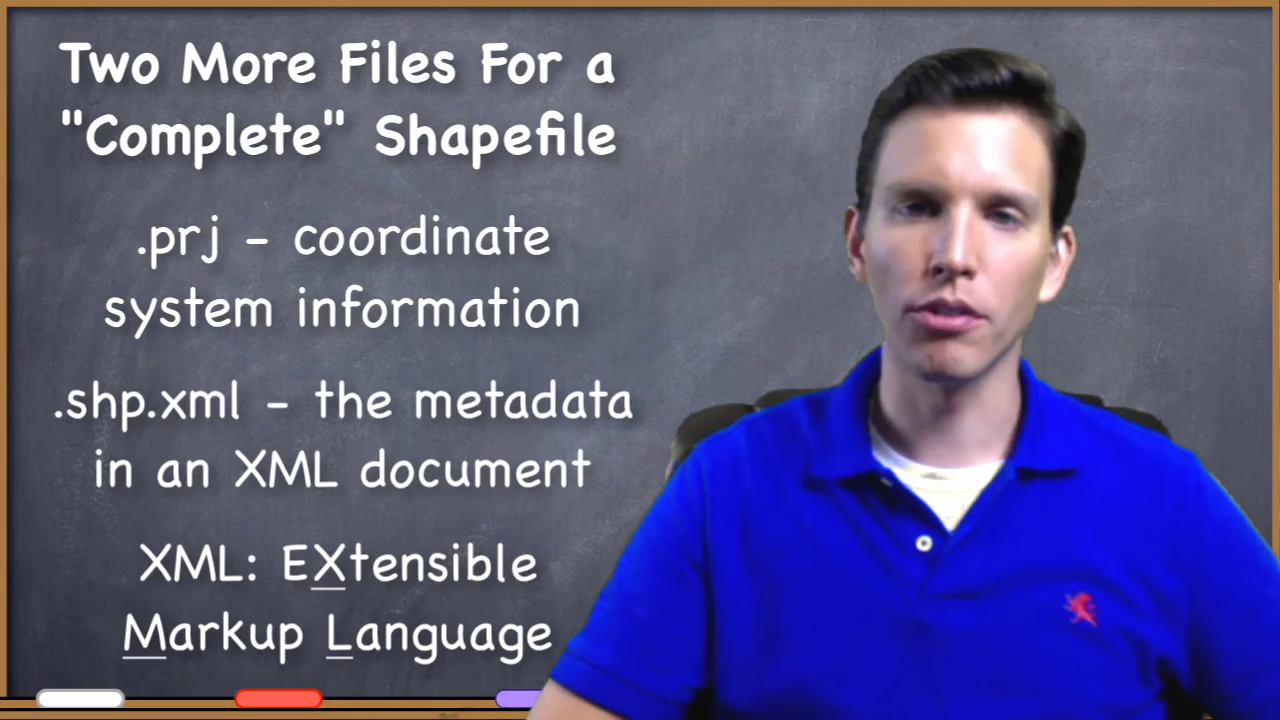 Two More Files For a
"Complete" Shapefile
.prj - coordinate
system information
.shp.xml - the metadata
in an XML document
XML: EXtensible
Markup Language